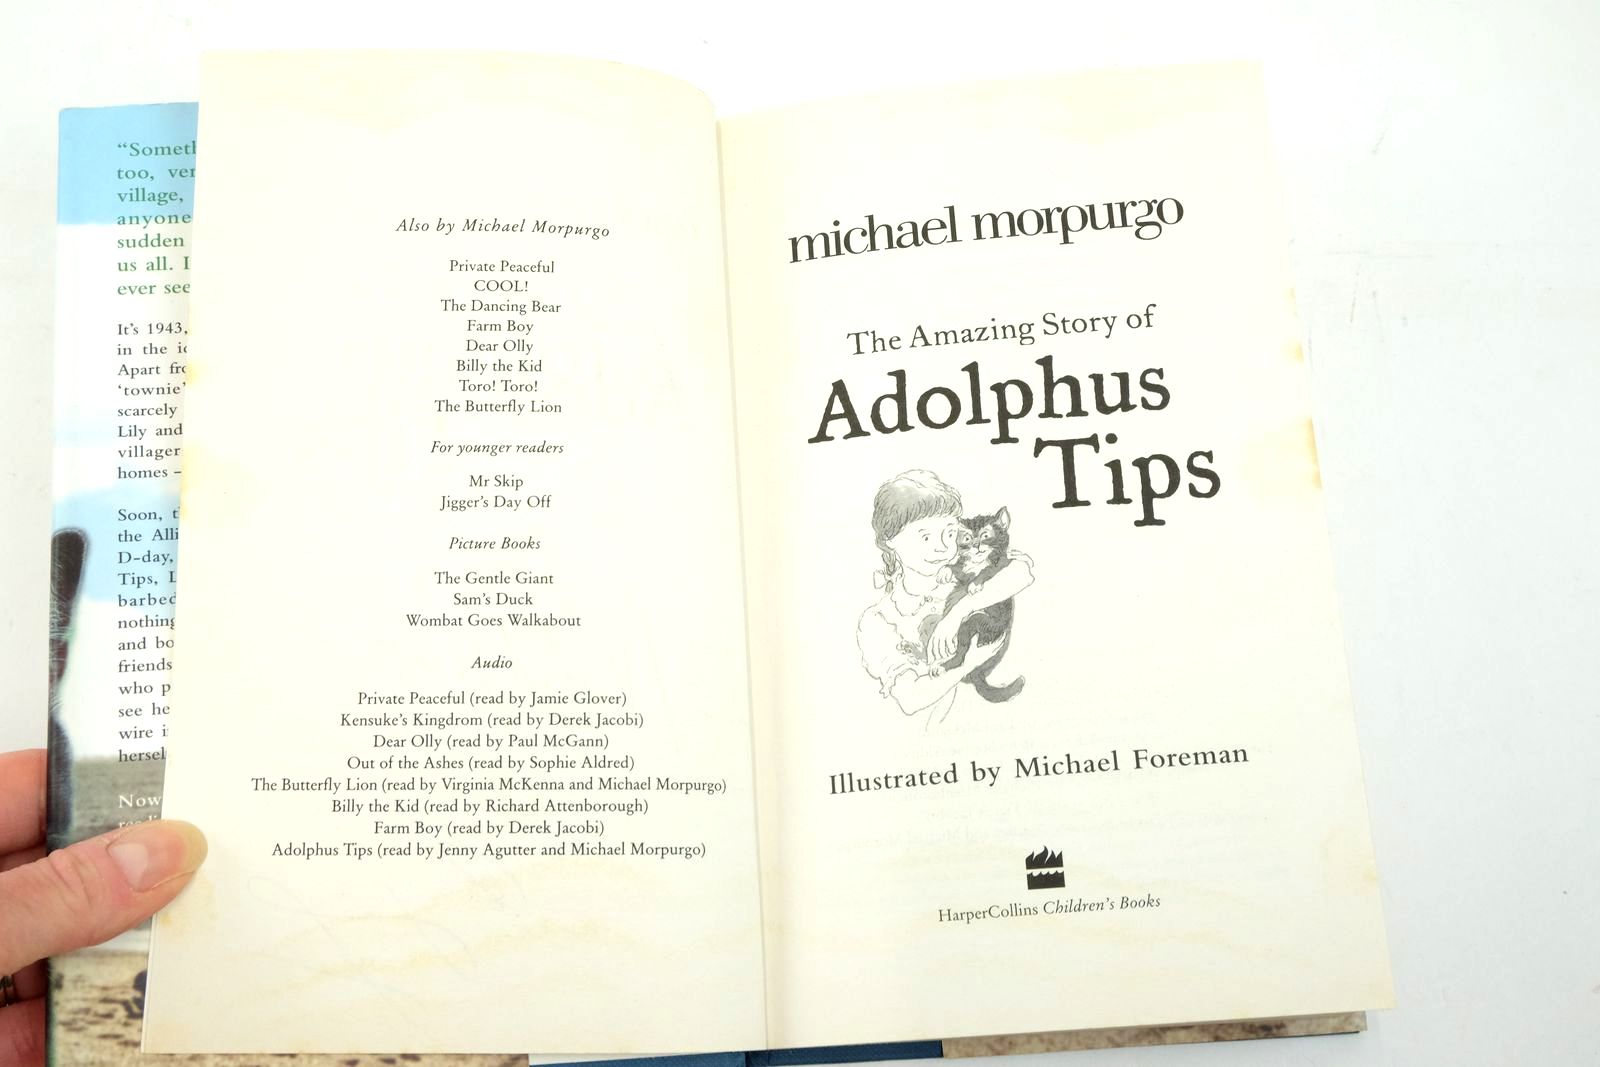 “Someth
too, ver
village,
anyone
sudden
us all. I
ever see
It’s 1943,
in the
Apart
‘townie’
scarcely
Lily and
villager
homes –
Soon,
the Alli
D-day,
Tips, L
barbed
nothing
and bo
friends
who p
see he
wire i
hersel
Now
Also by Michael Morpurgo
Private Peaceful
COOL!
The Dancing Bear
Farm Boy
Dear Olly
Billy the Kid
Toro! Toro!
The Butterfly Lion
For younger readers
Mr Skip
Jigger’s Day Off
Picture Books
The Gentle Giant
Sam’s Duck
Wombat Goes Walkabout
Audio
Private Peaceful (read by Jamie Glover)
Kensuke’s Kingdrom (read by Derek Jacobi)
Dear Olly (read by Paul McGann)
Out of the Ashes (read by Sophie Aldred)
The Butterfly Lion (read by Virginia McKenna and Michael Morpurgo)
Billy the Kid (read by Richard Attenborough)
Farm Boy (read by Derek Jacobi)
Adolphus Tips (read by Jenny Agutter and Michael Morpurgo)
michael morpurgo
The Amazing Story of
Adolphus
Tips
Illustrated by Michael Foreman
HarperCollins Children’s Books